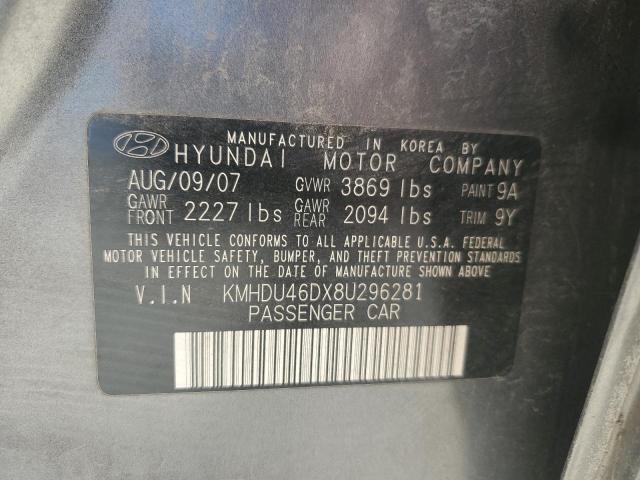 MANUFACTURED IN KOREA BY
HYUNDAI MOTOR COMPANY
AUG/09/07 GVWR 3869 lbs PAINT 9A
GAWR FRONT 2227 lbs GAWR REAR 2094 lbs TRIM 9Y
THIS VEHICLE CONFORMS TO ALL APPLICABLE U.S.A. FEDERAL
MOTOR VEHICLE SAFETY, BUMPER, AND THEFT PREVENTION
STANDARDS IN EFFECT ON THE DATE OF MANUFACTURE SHOWN ABOVE.
V.I.N KMHDU46DX8U296281
PASSENGER CAR